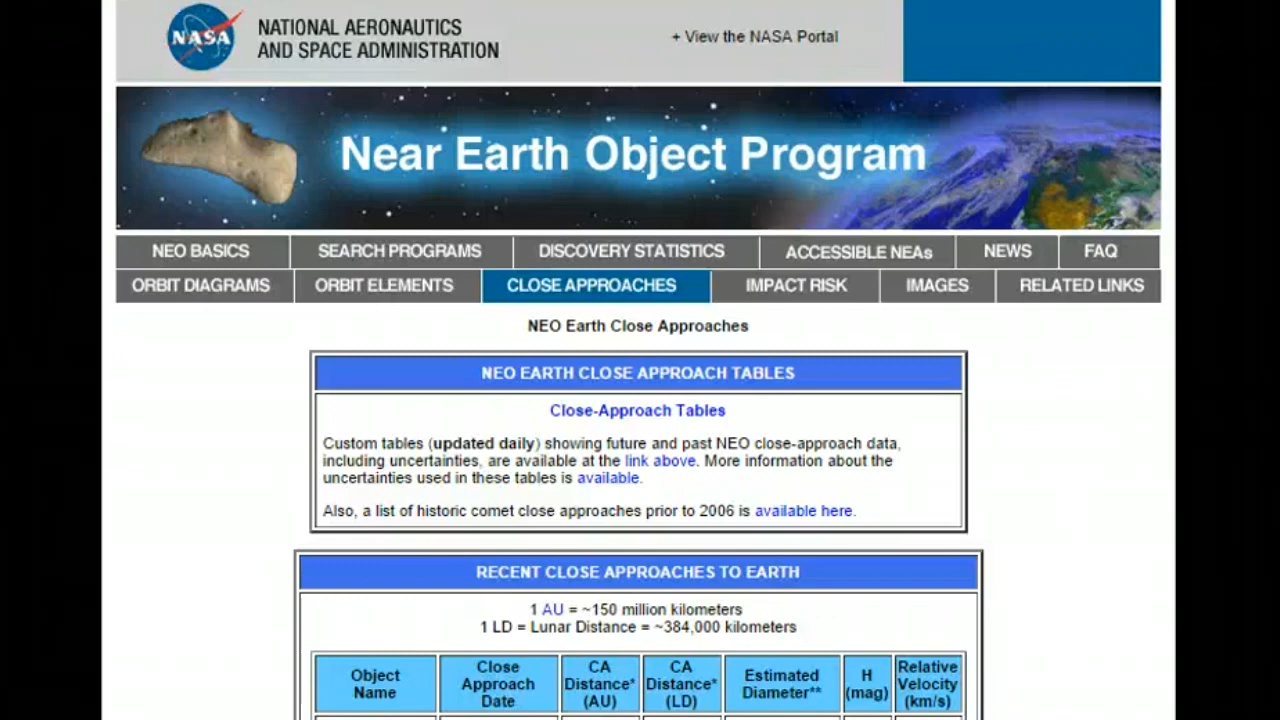 NASA
NATIONAL AERONAUTICS
AND SPACE ADMINISTRATION
+ View the NASA Portal
Near Earth Object Program
NEO BASICS SEARCH PROGRAMS DISCOVERY STATISTICS ACCESSIBLE NEAs NEWS FAQ
ORBIT DIAGRAMS ORBIT ELEMENTS CLOSE APPROACHES IMPACT RISK IMAGES RELATED LINKS
NEO Earth Close Approaches
NEO EARTH CLOSE APPROACH TABLES
Close-Approach Tables
Custom tables (updated daily) showing future and past NEO close-approach data,
including uncertainties, are available at the link above. More information about the
uncertainties used in these tables is available.
Also, a list of historic comet close approaches prior to 2006 is available here.
RECENT CLOSE APPROACHES TO EARTH
1 AU = ~150 million kilometers
1 LD = Lunar Distance = ~384,000 kilometers
Object
Name
Close
Approach
Date
CA
Distance*
(AU)
CA
Distance*
(LD)
Estimated
Diameter**
H
(mag)
Relative
Velocity
(km/s)